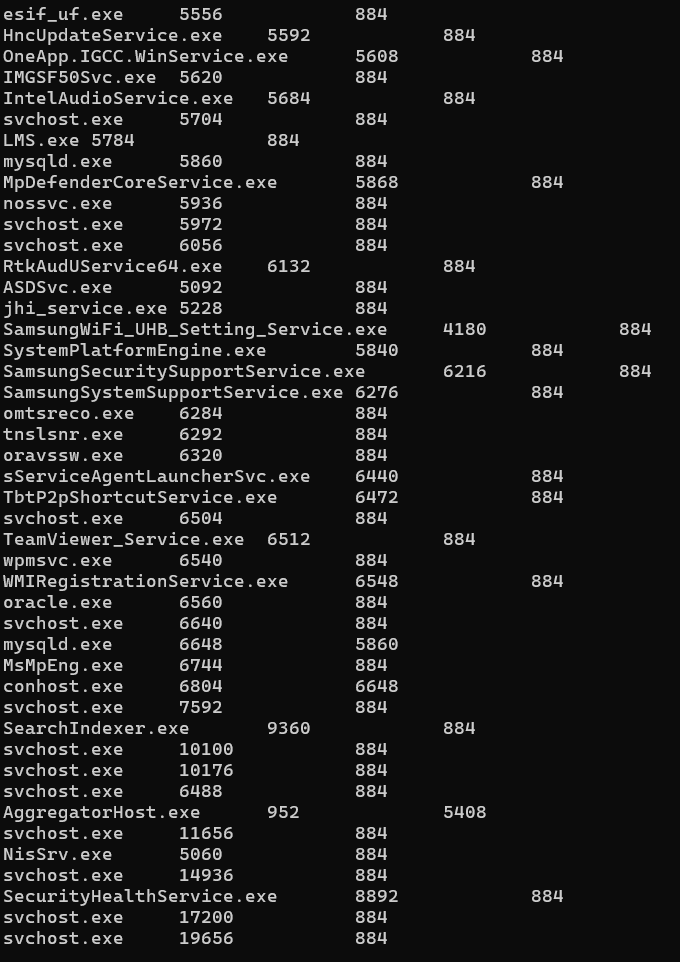 esif_uf.exe 5556 884
HncUpdateService.exe 5592 884
OneApp.IGCC.WinService.exe 5608 884
IMGSF50Svc.exe 5620 884
IntelAudioService.exe 5684 884
svchost.exe 5704 884
LMS.exe 5784 884
mysqld.exe 5860 884
MpDefenderCoreService.exe 5868 884
nossvc.exe 5936 884
svchost.exe 5972 884
svchost.exe 6056 884
RtkAudUService64.exe 6132 884
ASDSvc.exe 5092 884
jhi_service.exe 5228 884
SamsungWiFi_UHB_Setting_Service.exe 4180 884
SystemPlatformEngine.exe 5840 884
SamsungSecuritySupportService.exe 6216 884
SamsungSystemSupportService.exe 6276 884
omtsreco.exe 6284 884
tnslsnr.exe 6292 884
oravssw.exe 6320 884
sServiceAgentLauncherSvc.exe 6440 884
TbtP2pShortcutService.exe 6472 884
svchost.exe 6504 884
TeamViewer_Service.exe 6512 884
wpmsvc.exe 6540 884
WMIRegistrationService.exe 6548 884
oracle.exe 6560 884
svchost.exe 6640 884
mysqld.exe 6648 5860
MsMpEng.exe 6744 884
conhost.exe 6804 6648
svchost.exe 7592 884
SearchIndexer.exe 9360 884
svchost.exe 10100 884
svchost.exe 10176 884
svchost.exe 6488 884
AggregatorHost.exe 952 5408
svchost.exe 11656 884
NisSrv.exe 5060 884
svchost.exe 14936 884
SecurityHealthService.exe 8892 884
svchost.exe 17200 884
svchost.exe 19656 884